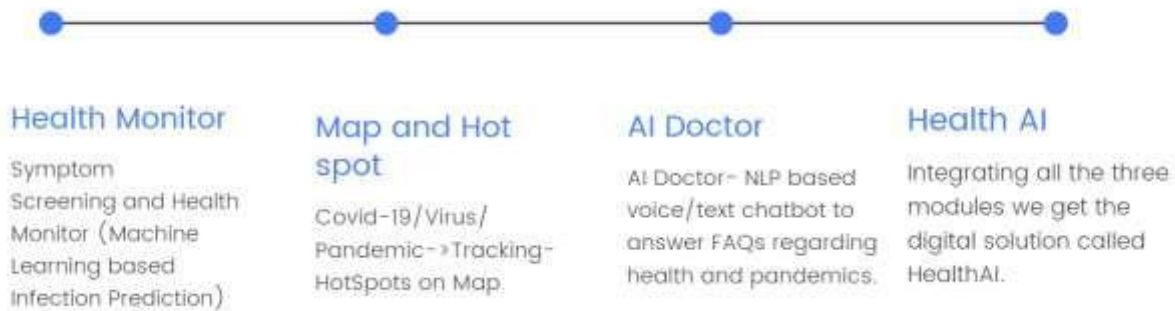 Health Monitor
Symptom
Screening and Health
Monitor (Machine
Learning based
Infection Prediction)
Map and Hot
spot
Covid-19/Virus/
Pandemic->Tracking-
HotSpots on Map
AI Doctor
AI Doctor- NLP based
voice/text chatbot to
answer FAQs regarding
health and pandemics.
Health AI
Integrating all the three
modules we get the
digital solution called
HealthAI.